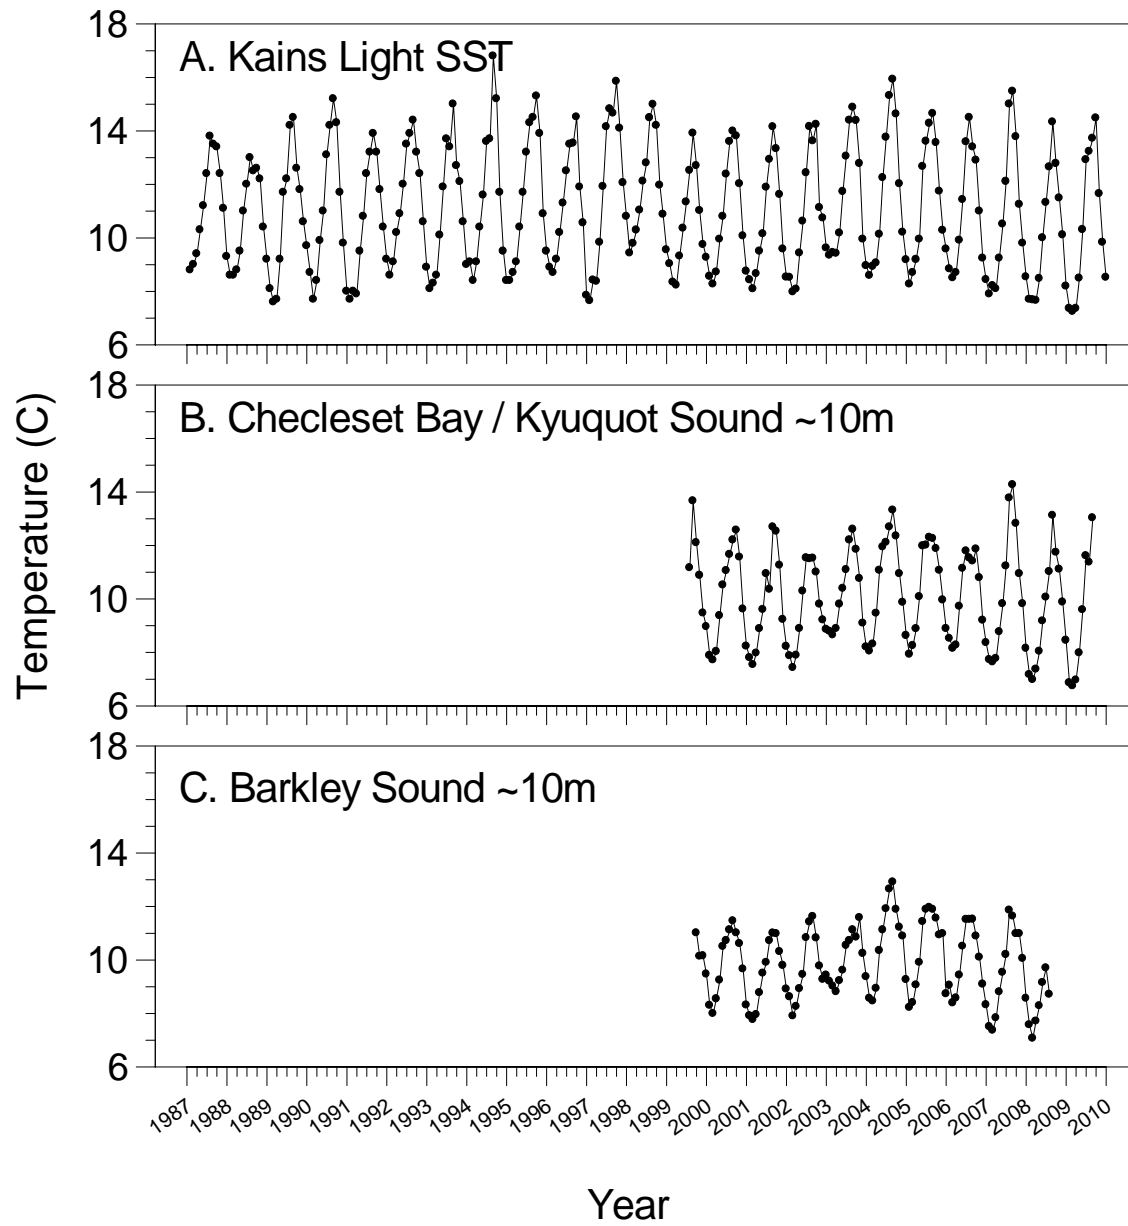 18
A. Kains Light SST
14
10
6
18
B. Checleset Bay / Kyuquot Sound ~10m
14
10
6
18
C. Barkley Sound ~10m
14
10
6
Temperature (C)
1987 1988 1989 1990 1991 1992 1993 1994 1995 1996 1997 1998 1999 2000 2001 2002 2003 2004 2005 2006 2007 2008 2009 2010
Year